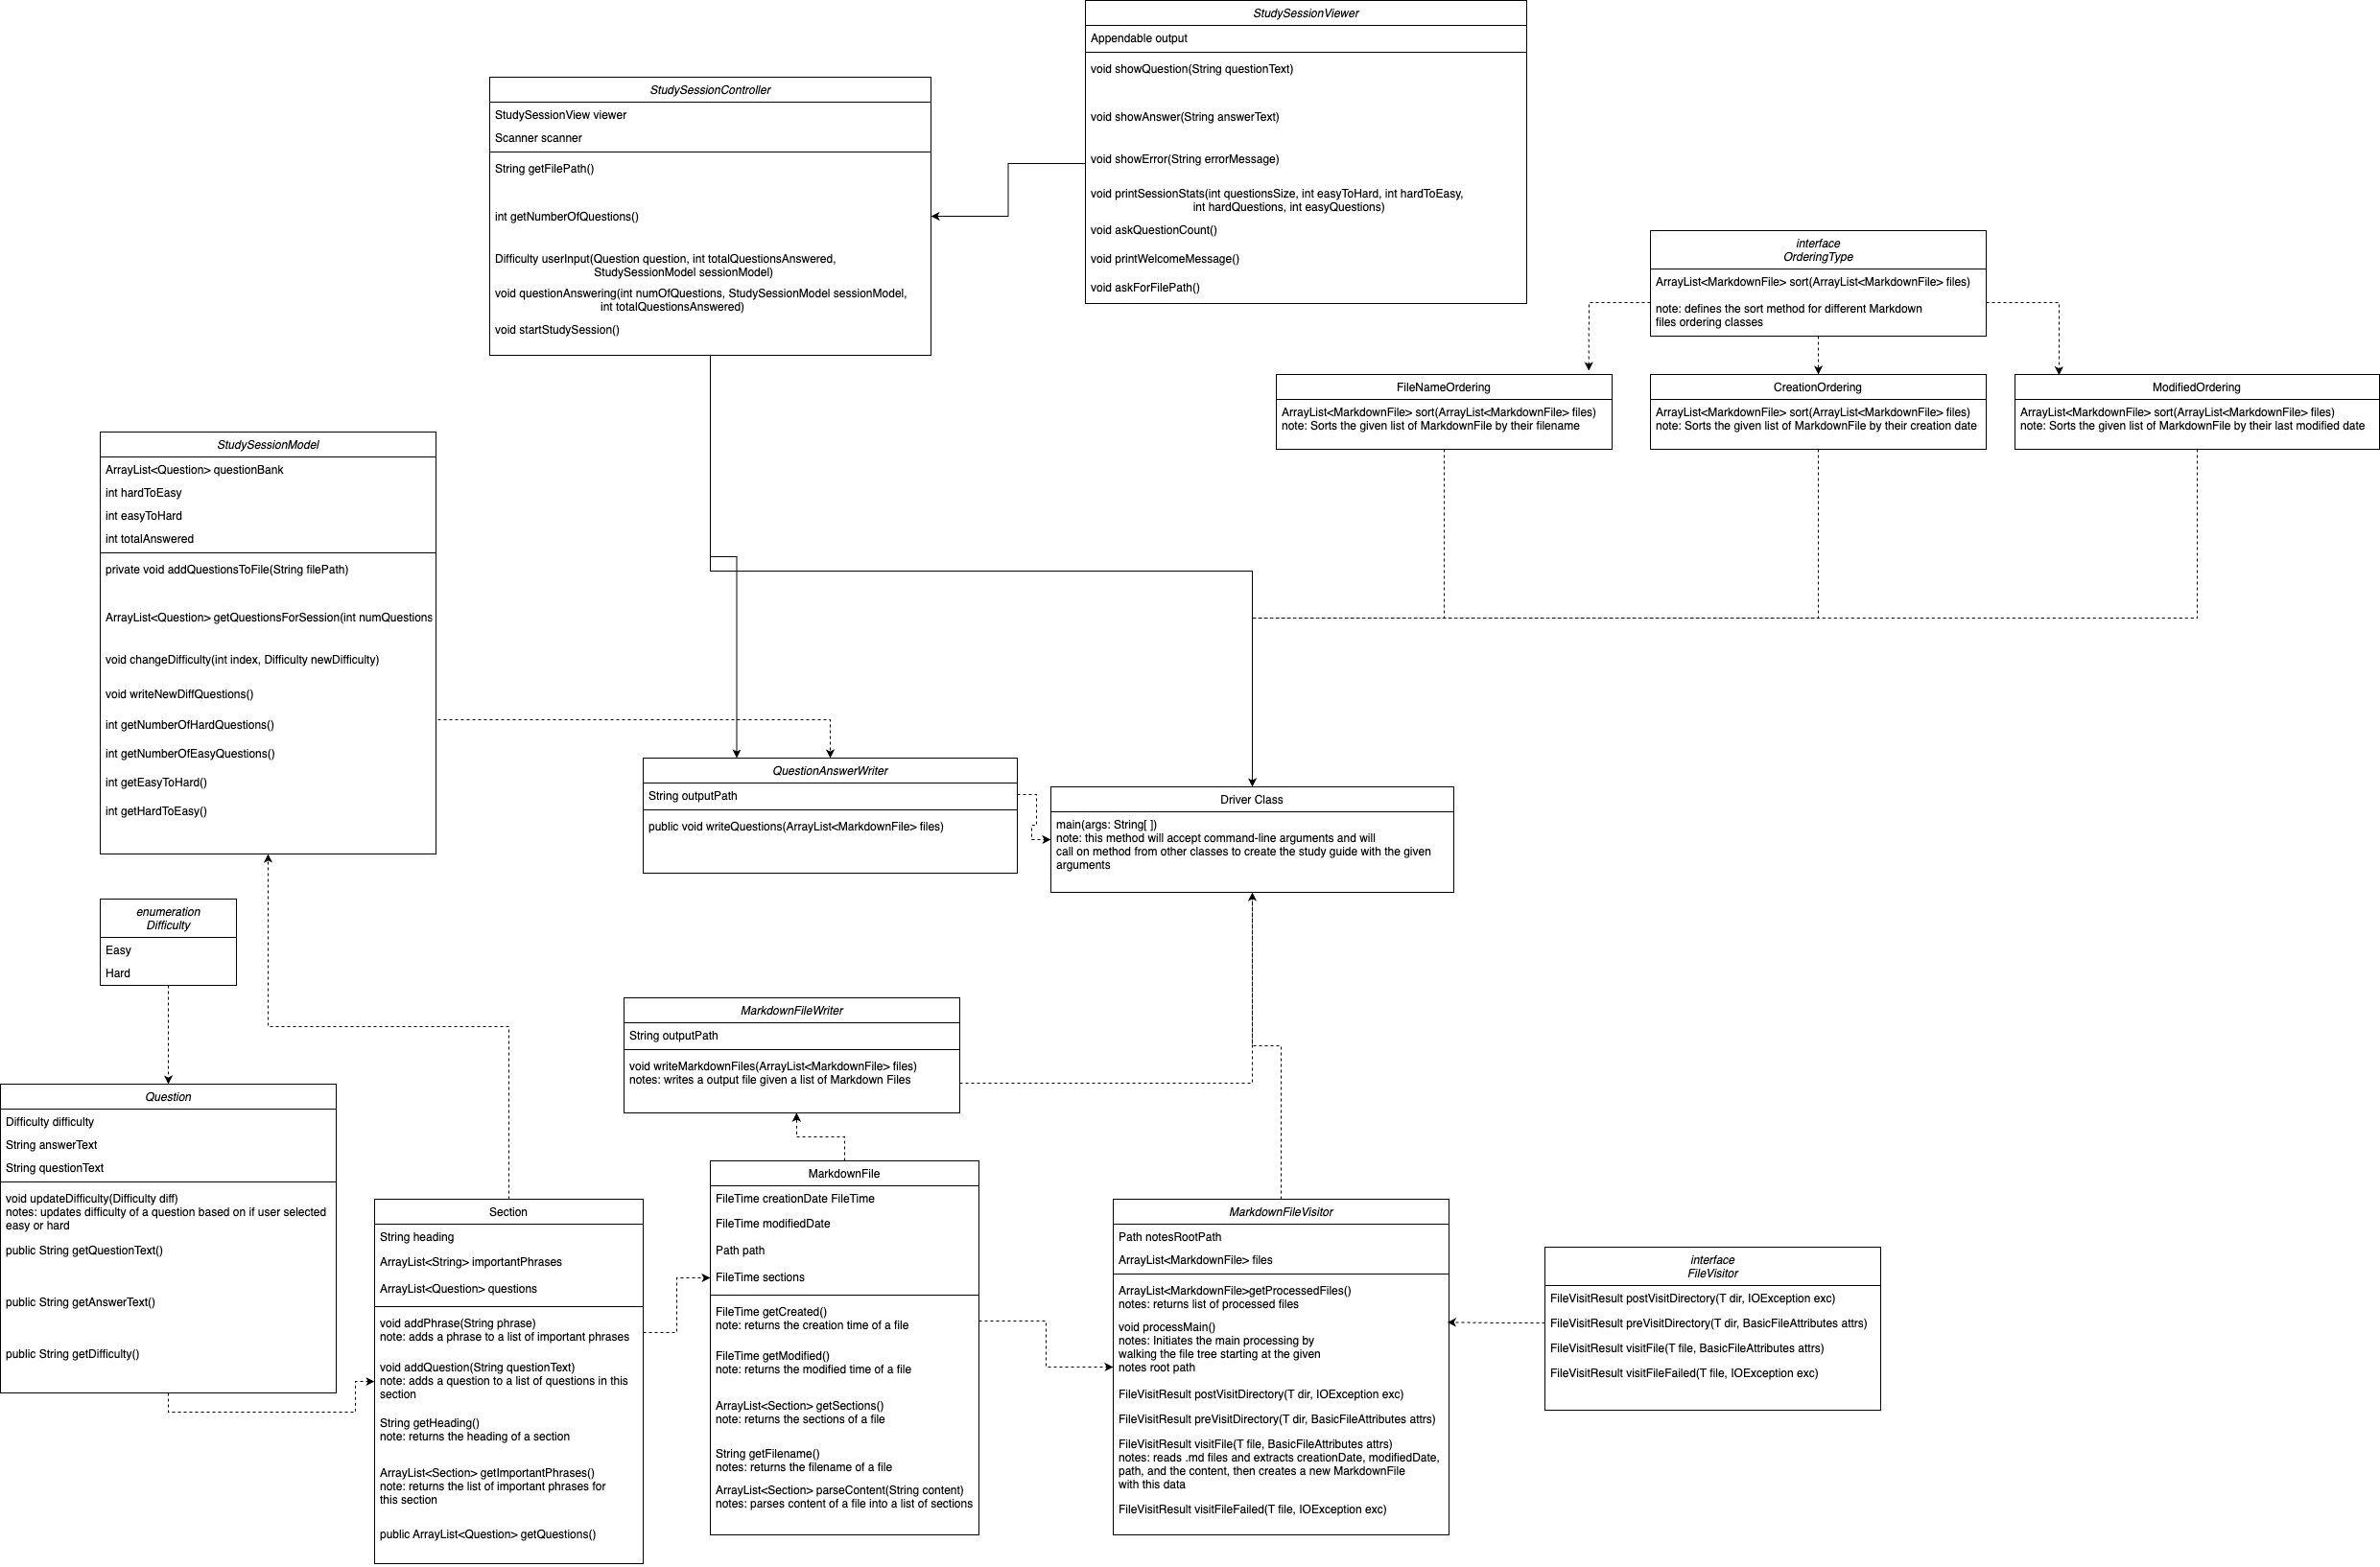 StudySessionViewer
Appendable output
void showQuestion(String questionText)
void showAnswer(String answerText)
void showError(String errorMessage)
void printSessionStats(int questionsSize, int easyToHard, int hardToEasy,
int hardQuestions, int easyQuestions)
void askQuestionCount()
void printWelcomeMessage()
void askForFilePath()
StudySessionController
StudySessionView viewer
Scanner scanner
String getFilePath()
int getNumberOfQuestions()
Difficulty userInput(Question question, int totalQuestionsAnswered,
StudySessionModel sessionModel)
void questionAnswering(int numOfQuestions, StudySessionModel sessionModel,
int totalQuestionsAnswered)
void startStudySession()
interface
OrderingType
ArrayList<MarkdownFile> sort(ArrayList<MarkdownFile> files)
note: defines the sort method for different Markdown
files ordering classes
FileNameOrdering
ArrayList<MarkdownFile> sort(ArrayList<MarkdownFile> files)
note: Sorts the given list of MarkdownFile by their filename
CreationOrdering
ArrayList<MarkdownFile> sort(ArrayList<MarkdownFile> files)
note: Sorts the given list of MarkdownFile by their creation date
ModifiedOrdering
ArrayList<MarkdownFile> sort(ArrayList<MarkdownFile> files)
note: Sorts the given list of MarkdownFile by their last modified date
StudySessionModel
ArrayList<Question> questionBank
int hardToEasy
int easyToHard
int totalAnswered
private void addQuestionsToFile(String filePath)
ArrayList<Question> getQuestionsForSession(int numQuestions
void changeDifficulty(int index, Difficulty newDifficulty)
void writeNewDiffQuestions()
int getNumberOfHardQuestions()
int getNumberOfEasyQuestions()
int getEasyToHard()
int getHardToEasy()
QuestionAnswerWriter
String outputPath
public void writeQuestions(ArrayList<MarkdownFile> files)
Driver Class
main(args: String[ ])
note: this method will accept command-line arguments and will
call on method from other classes to create the study guide with the given
arguments
enumeration
Difficulty
Easy
Hard
MarkdownFileWriter
String outputPath
void writeMarkdownFiles(ArrayList<MarkdownFile> files)
notes: writes a output file given a list of Markdown Files
Question
Difficulty difficulty
String answerText
String questionText
void updateDifficulty(Difficulty diff)
notes: updates difficulty of a question based on if user selected
easy or hard
public String getQuestionText()
public String getAnswerText()
public String getDifficulty()
Section
String heading
ArrayList<String> importantPhrases
ArrayList<Question> questions
void addPhrase(String phrase)
note: adds a phrase to a list of important phrases
void addQuestion(String questionText)
note: adds a question to a list of questions in this
section
String getHeading()
note: returns the heading of a section
ArrayList<Section> getImportantPhrases()
note: returns the list of important phrases for
this section
public ArrayList<Question> getQuestions()
MarkdownFile
FileTime creationDate FileTime
FileTime modifiedDate
Path path
FileTime sections
FileTime getCreated()
note: returns the creation time of a file
FileTime getModified()
note: returns the modified time of a file
ArrayList<Section> getSections()
note: returns the sections of a file
String getFilename()
notes: returns the filename of a file
ArrayList<Section> parseContent(String content)
notes: parses content of a file into a list of sections
MarkdownFileVisitor
Path notesRootPath
ArrayList<MarkdownFile> files
ArrayList<MarkdownFile>getProcessedFiles()
notes: returns list of processed files
void processMain()
notes: Initiates the main processing by
walking the file tree starting at the given
notes root path
FileVisitResult postVisitDirectory(T dir, IOException exc)
FileVisitResult preVisitDirectory(T dir, BasicFileAttributes attrs)
FileVisitResult visitFile(T file, BasicFileAttributes attrs)
notes: reads .md files and extracts creationDate, modifiedDate,
path, and the content, then creates a new MarkdownFile
with this data
FileVisitResult visitFileFailed(T file, IOException exc)
interface
FileVisitor
FileVisitResult postVisitDirectory(T dir, IOException exc)
FileVisitResult preVisitDirectory(T dir, BasicFileAttributes attrs)
FileVisitResult visitFile(T file, BasicFileAttributes attrs)
FileVisitResult visitFileFailed(T file, IOException exc)